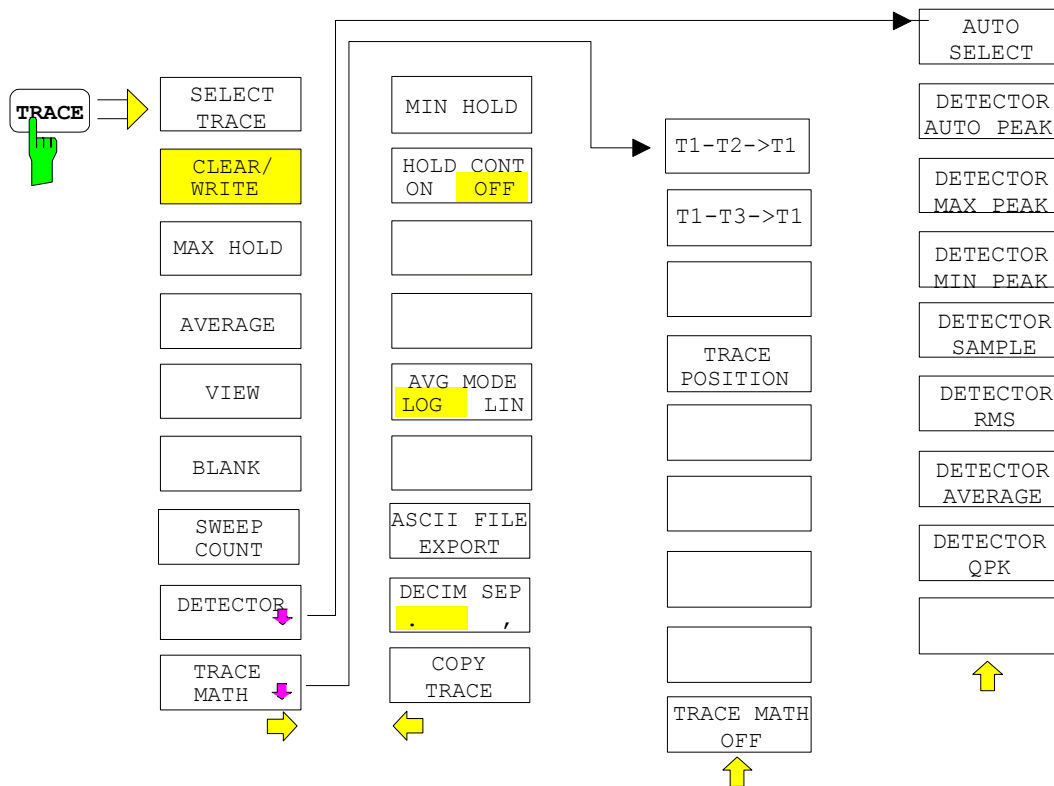 TRACE
SELECT
TRACE
CLEAR/
WRITE
MAX HOLD
AVERAGE
VIEW
BLANK
SWEEP
COUNT
DETECTOR
TRACE
MATH
MIN HOLD
HOLD CONT
ON OFF
AVG MODE
LOG LIN
ASCII FILE
EXPORT
DECIM SEP
. ,
COPY
TRACE
T1-T2->T1
T1-T3->T1
TRACE
POSITION
TRACE MATH
OFF
AUTO
SELECT
DETECTOR
AUTO PEAK
DETECTOR
MAX PEAK
DETECTOR
MIN PEAK
DETECTOR
SAMPLE
DETECTOR
RMS
DETECTOR
AVERAGE
DETECTOR
QPK